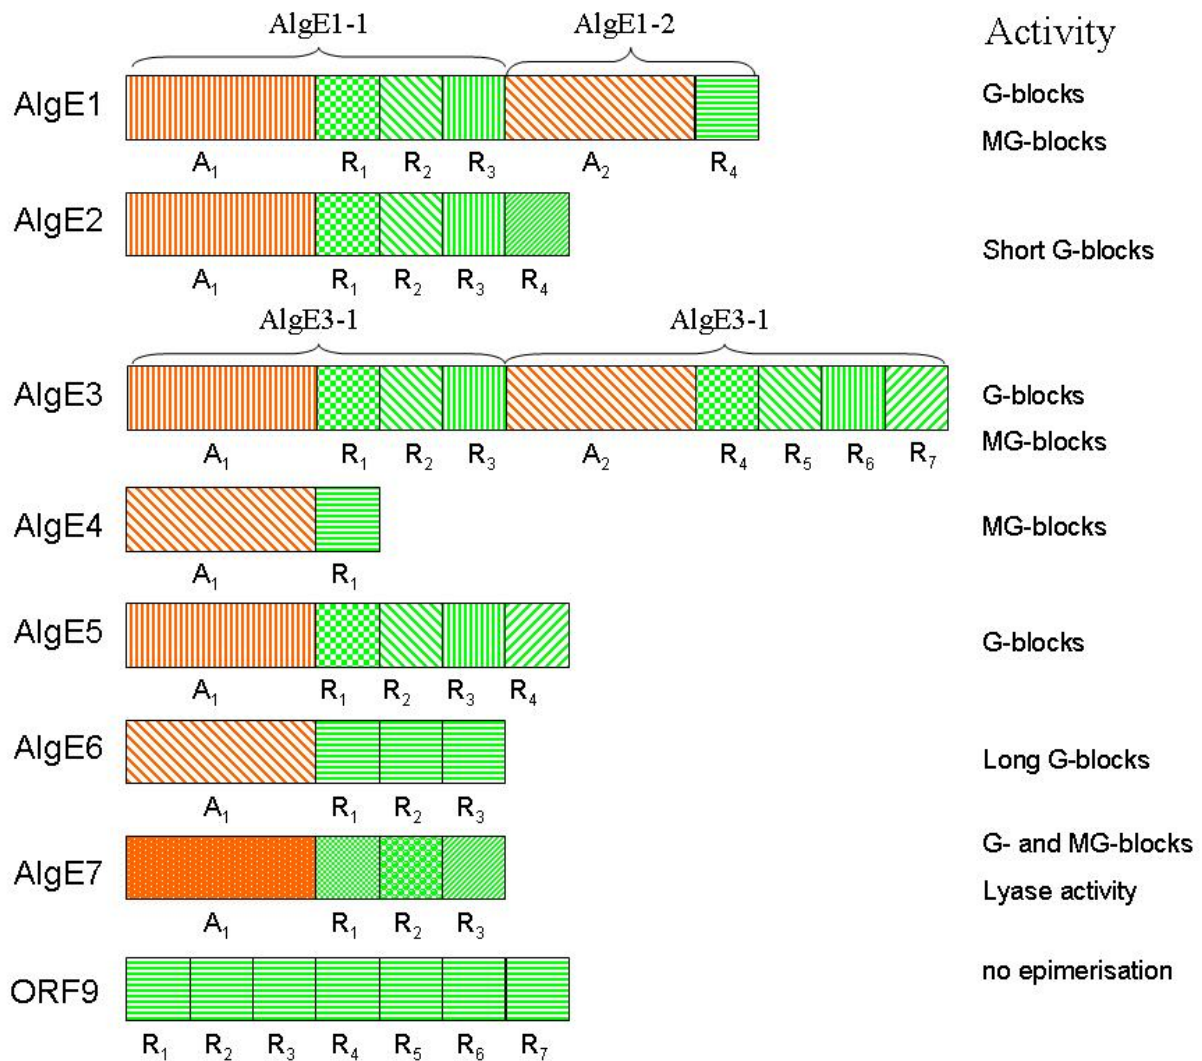 AlgE1-1 AlgE1-2 Activity
AlgE1 G-blocks
MG-blocks
A₁ R₁ R₂ R₃ A₂ R₄
AlgE2 Short G-blocks
A₁ R₁ R₂ R₃ R₄
AlgE3-1 AlgE3-1
AlgE3 G-blocks
MG-blocks
A₁ R₁ R₂ R₃ A₂ R₄ R₅ R₆ R₇
AlgE4 MG-blocks
A₁ R₁
AlgE5 G-blocks
A₁ R₁ R₂ R₃ R₄
AlgE6 Long G-blocks
A₁ R₁ R₂ R₃
AlgE7 G- and MG-blocks
Lyase activity
A₁ R₁ R₂ R₃
ORF9 no epimerisation
R₁ R₂ R₃ R₄ R₅ R₆ R₇